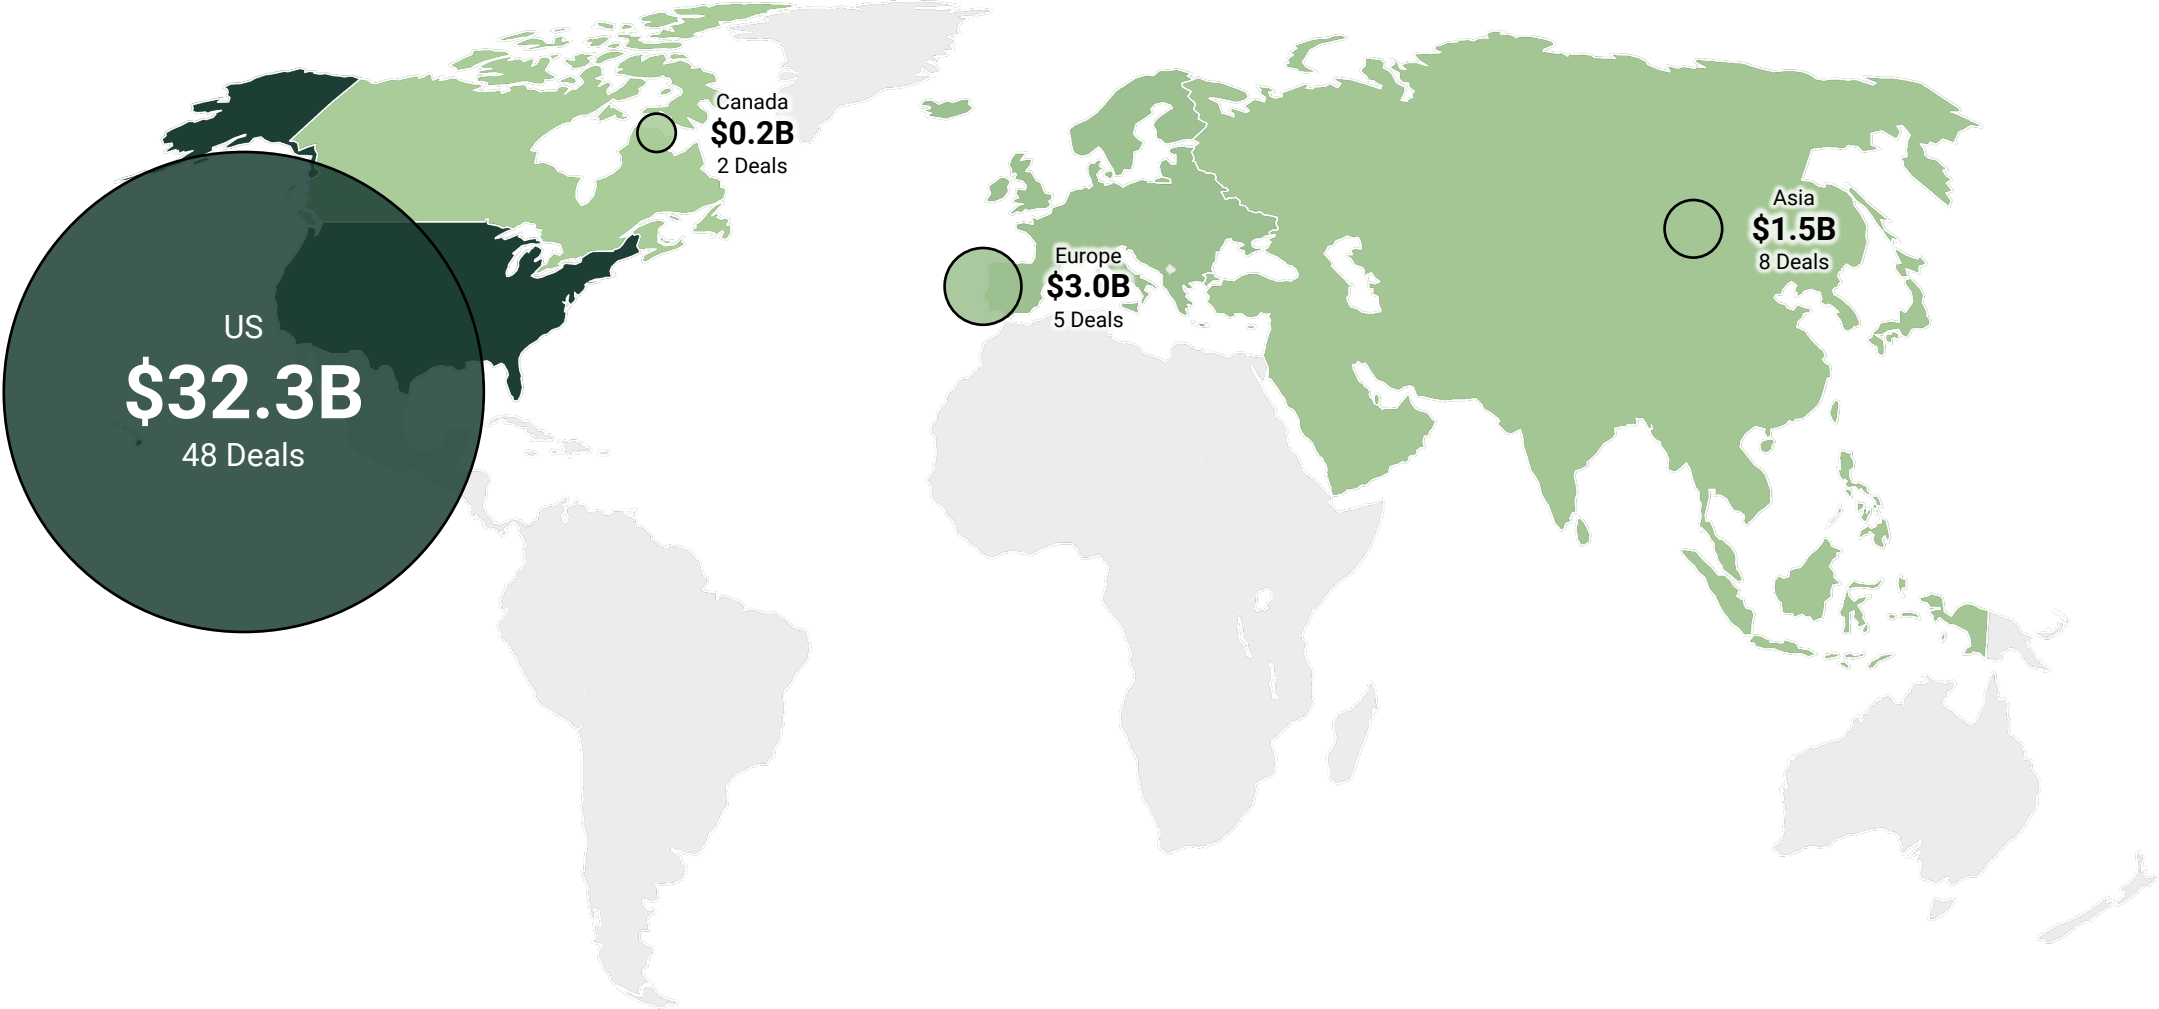 Canada
$0.2B
2 Deals
Asia
$1.5B
8 Deals
Europe
$3.0B
5 Deals
US
$32.3B
48 Deals